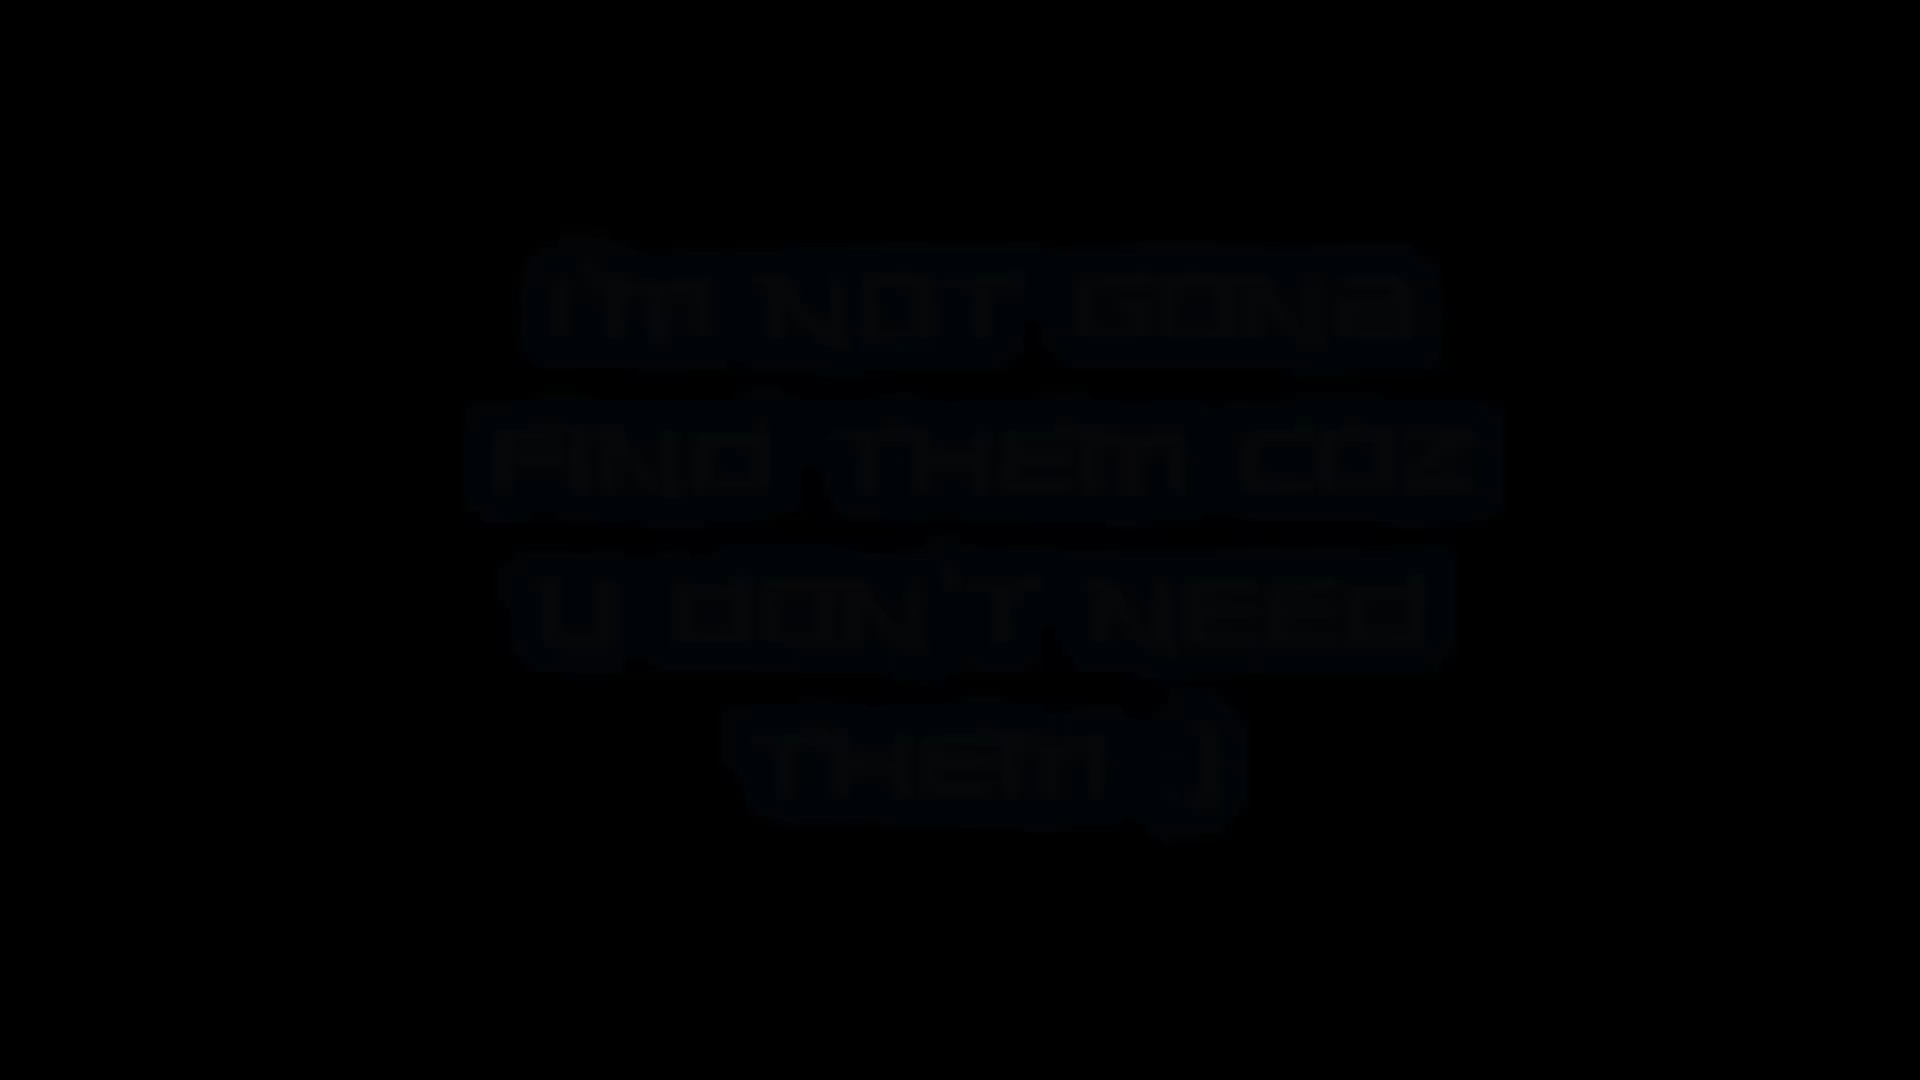 I'm NOT GONa
FIND THEM COZ
U dON'T NEEd
THEM :)